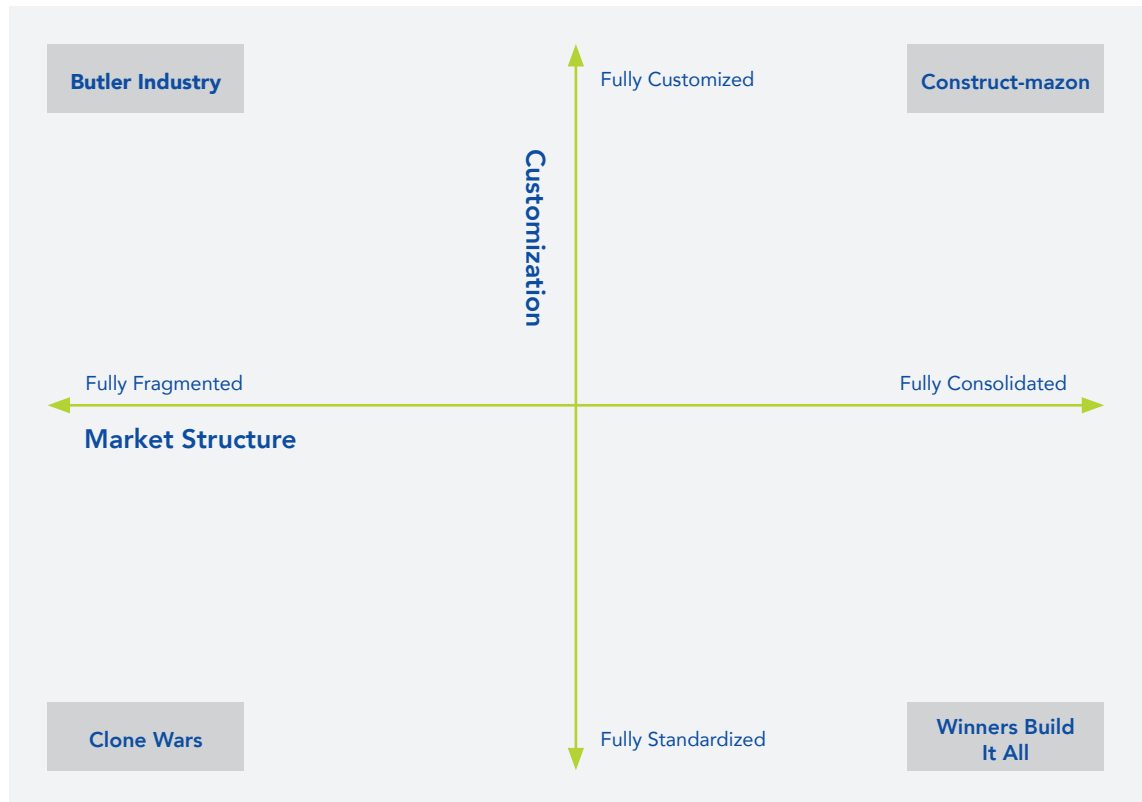 Butler Industry
Fully Customized
Construct-mazon
Customization
Fully Fragmented
Fully Consolidated
Market Structure
Clone Wars
Fully Standardized
Winners Build
It All